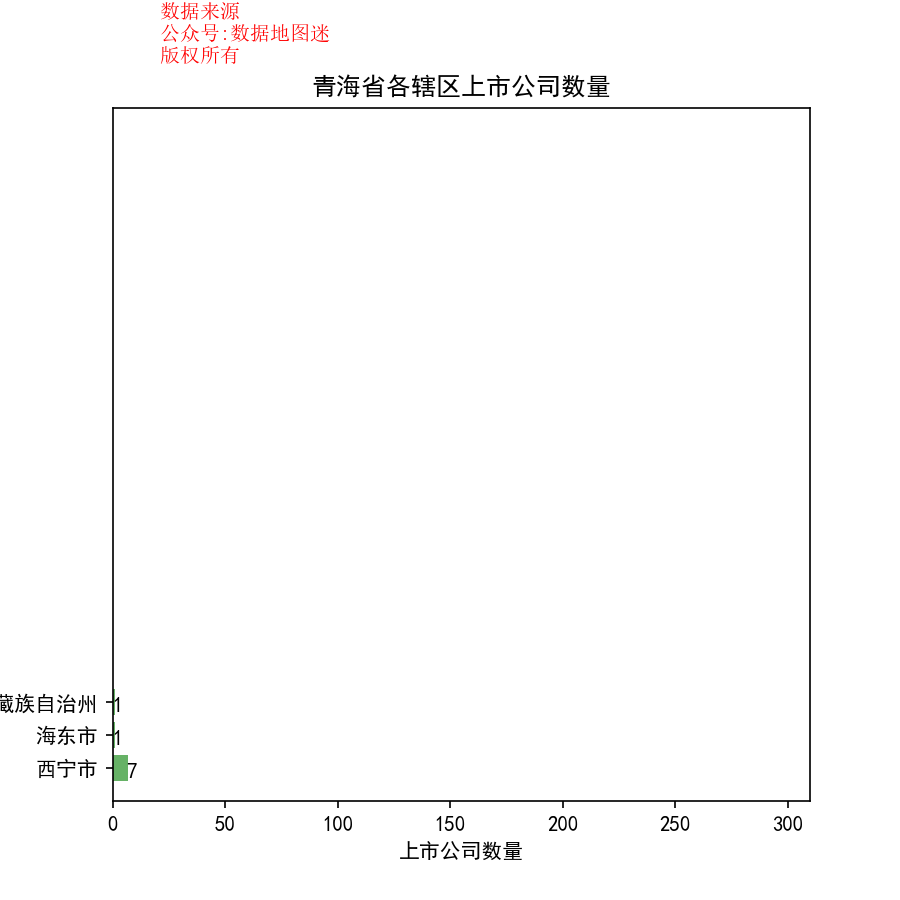 数据来源
公众号:数据地图迷
版权所有
青海省各辖区上市公司数量
藏族自治州 1
海东市 1
西宁市 7
0 50 100 150 200 250 300
上市公司数量